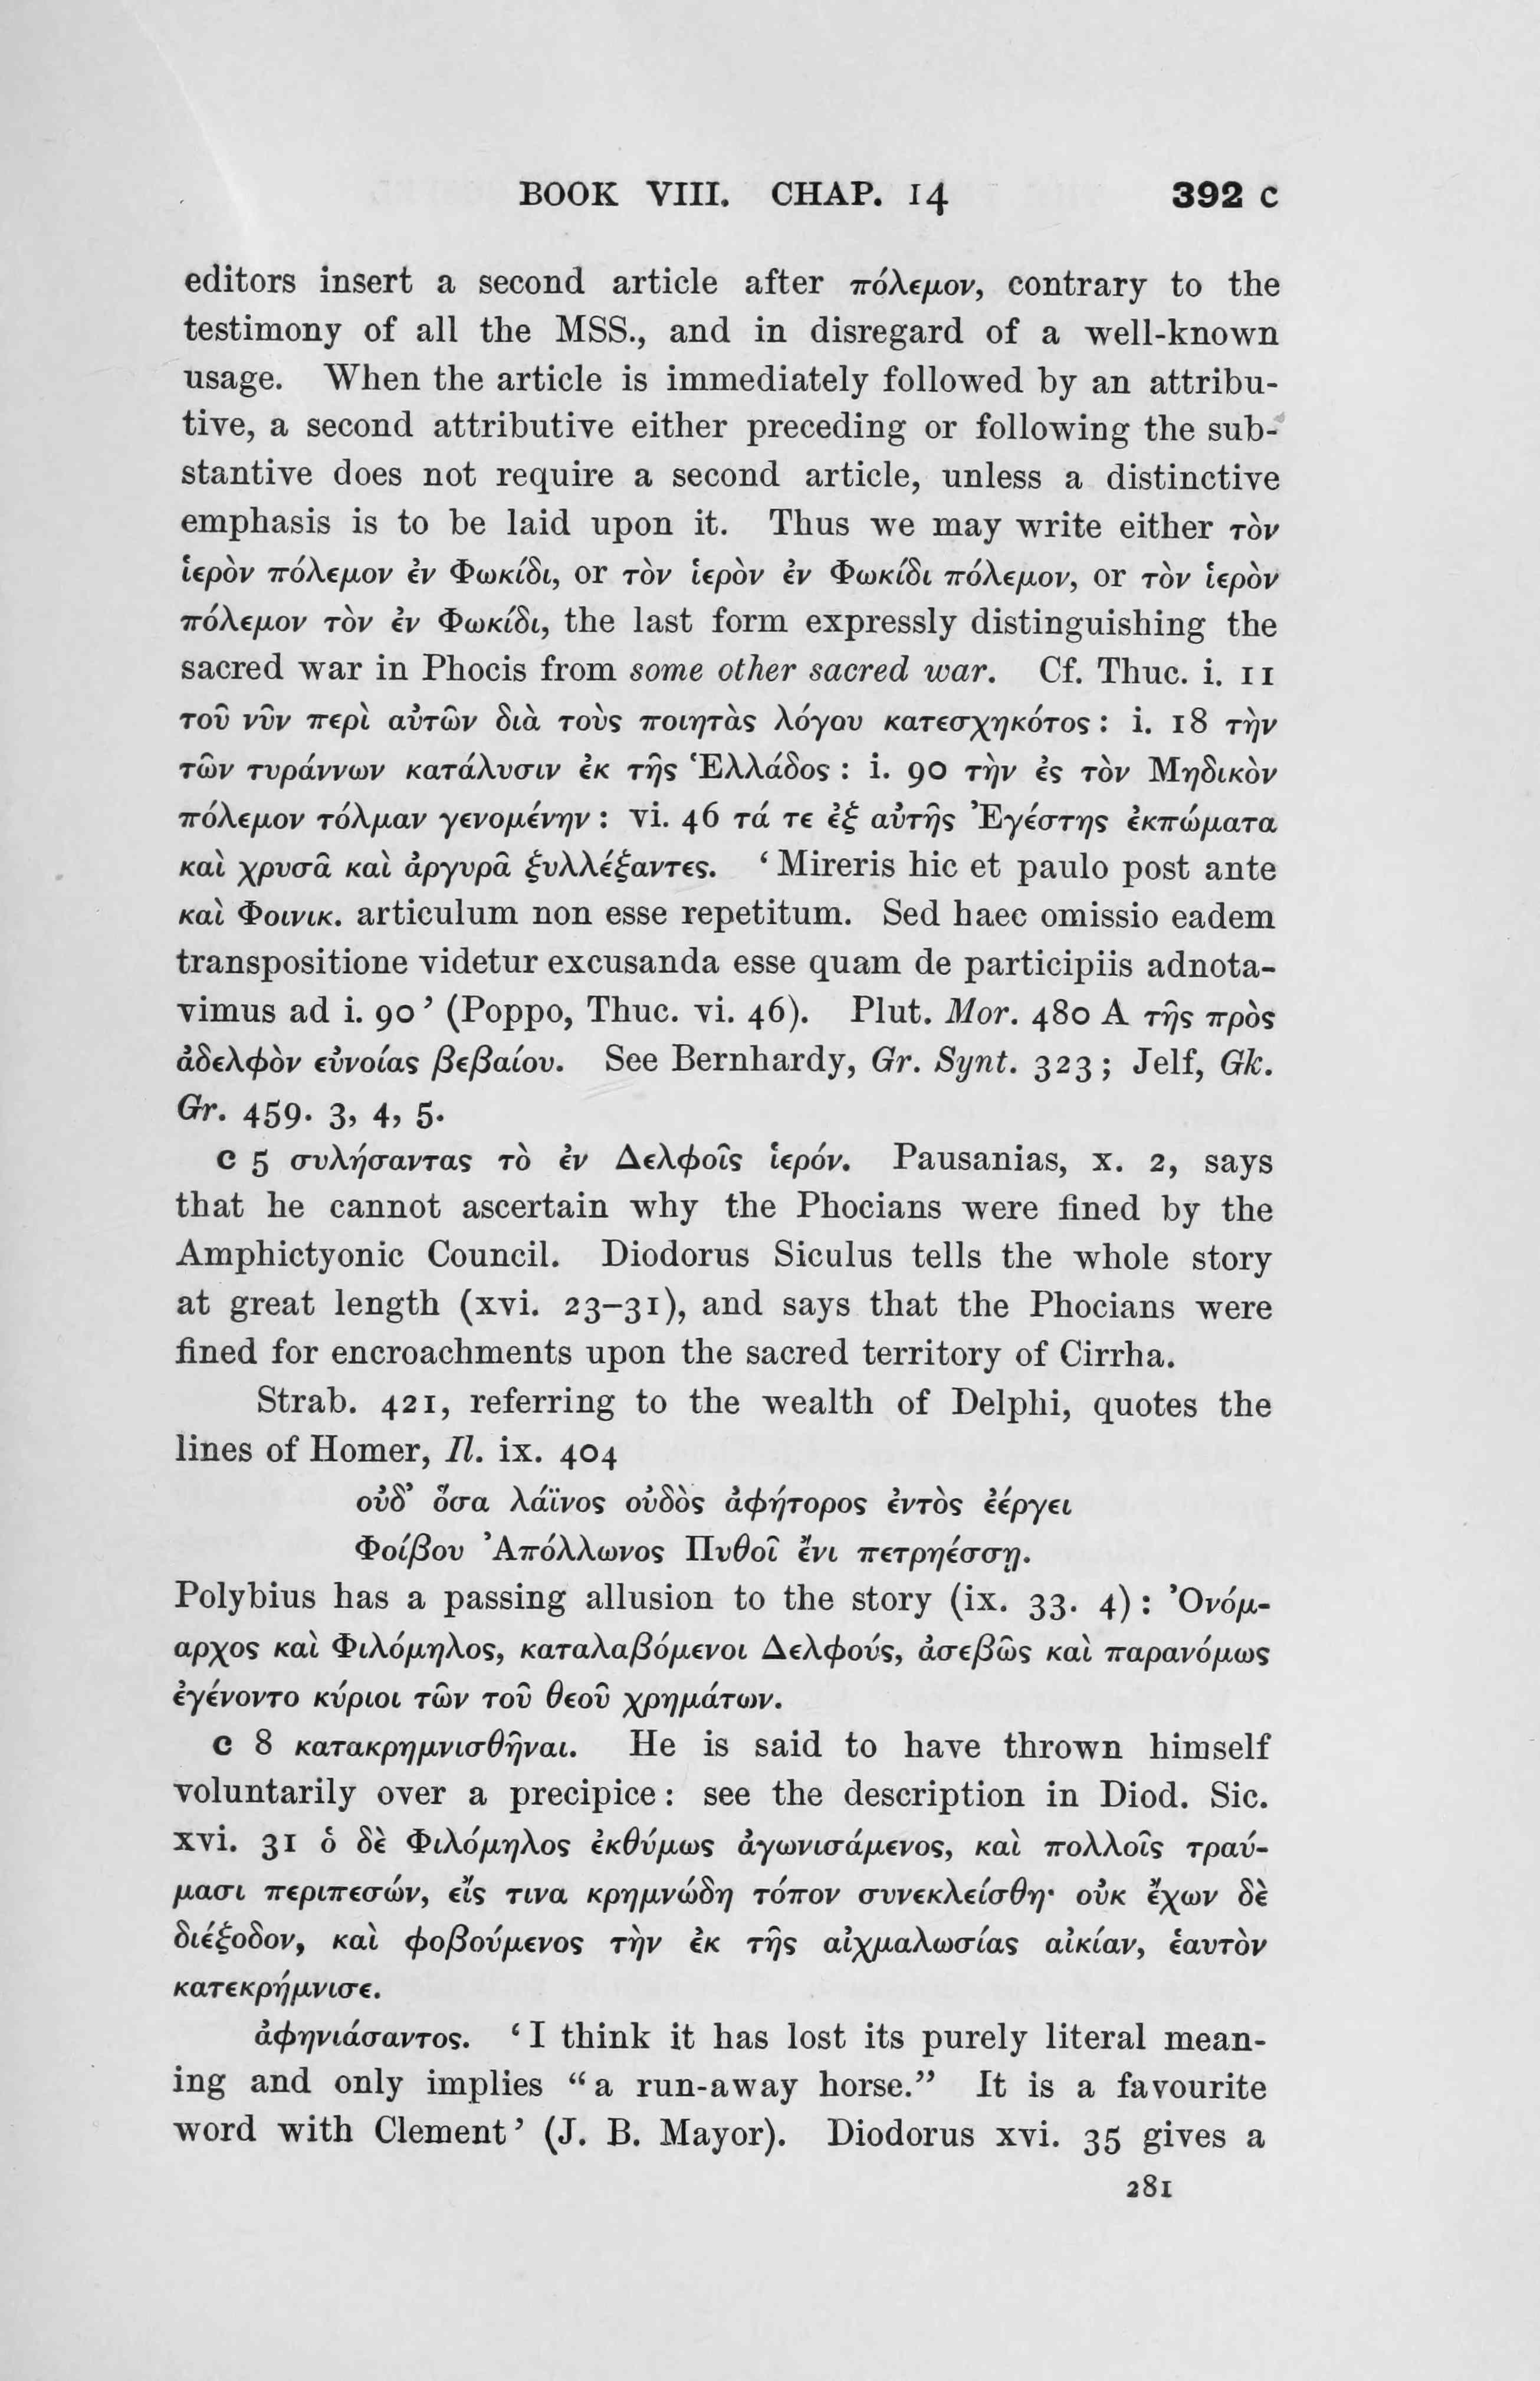 BOOK VIII. CHAP. 14 392 c
editors insert a second article after πόλεμον, contrary to the
testimony of all the MSS., and in disregard of a well-known
usage. When the article is immediately followed by an attribu-
tive, a second attributive either preceding or following the sub-
stantive does not require a second article, unless a distinctive
emphasis is to be laid upon it. Thus we may write either τὸν
ἱερὸν πόλεμον ἐν Φωκίδι, or τὸν ἱερὸν ἐν Φωκίδι πόλεμον, or τὸν ἱερὸν
πόλεμον τὸν ἐν Φωκίδι, the last form expressly distinguishing the
sacred war in Phocis from some other sacred war. Cf. Thuc. i. 11
τοῦ νῦν περὶ αὐτῶν διὰ τοὺς ποιητὰς λόγου κατεσχηκότος : i. 18 τὴν
τῶν τυράννων κατάλυσιν ἐκ τῆς Ἑλλάδος : i. 90 τὴν ἐς τὸν Μηδικὸν
πόλεμον τόλμαν γενομένην : vi. 46 τά τε ἐξ αὐτῆς Ἐγέστης ἐκπώματα
καὶ χρυσᾶ καὶ ἀργυρᾶ ξυλλέξαντες. ‘Mireris hic et paulo post ante
καὶ Φοινικ. articulum non esse repetitum. Sed haec omissio eadem
transpositione videtur excusanda esse quam de participiis adnota-
vimus ad i. 90’ (Poppo, Thuc. vi. 46). Plut. Mor. 480 A τῆς πρὸς
ἀδελφὸν εὐνοίας βεβαίου. See Bernhardy, Gr. Synt. 323; Jelf, Gk.
Gr. 459. 3, 4, 5.
c 5 συλήσαντας τὸ ἐν Δελφοῖς ἱερόν. Pausanias, x. 2, says
that he cannot ascertain why the Phocians were fined by the
Amphictyonic Council. Diodorus Siculus tells the whole story
at great length (xvi. 23–31), and says that the Phocians were
fined for encroachments upon the sacred territory of Cirrha.
Strab. 421, referring to the wealth of Delphi, quotes the
lines of Homer, Il. ix. 404
οὐδ’ ὅσα λάϊνος οὐδὸς ἀφήτορος ἐντὸς ἐέργει
Φοίβου Ἀπόλλωνος Πυθοῖ ἔνι πετρηέσσῃ.
Polybius has a passing allusion to the story (ix. 33. 4): Ὀνόμ-
αρχος καὶ Φιλόμηλος, καταλαβόμενοι Δελφούς, ἀσεβῶς καὶ παρανόμως
ἐγένοντο κύριοι τῶν τοῦ θεοῦ χρημάτων.
c 8 κατακρημνισθῆναι. He is said to have thrown himself
voluntarily over a precipice: see the description in Diod. Sic.
xvi. 31 ὁ δὲ Φιλόμηλος ἐκθύμως ἀγωνισάμενος, καὶ πολλοῖς τραύ-
μασι περιπεσών, εἴς τινα κρημνώδη τόπον συνεκλείσθη· οὐκ ἔχων δὲ
διέξοδον, καὶ φοβούμενος τὴν ἐκ τῆς αἰχμαλωσίας αἰκίαν, ἑαυτὸν
κατεκρήμνισε.
ἀφηνιάσαντος. ‘I think it has lost its purely literal mean-
ing and only implies “a run-away horse.” It is a favourite
word with Clement’ (J. B. Mayor). Diodorus xvi. 35 gives a
281